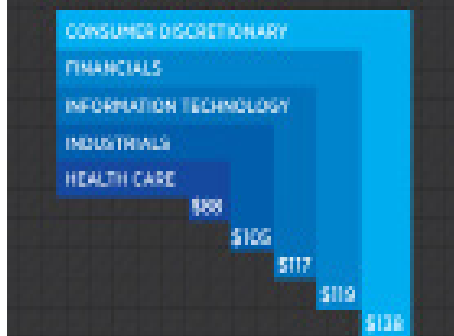 CONSUMER DISCRETIONARY
FINANCIALS
INFORMATION TECHNOLOGY
INDUSTRIALS
HEALTH CARE
$105
$117
$119